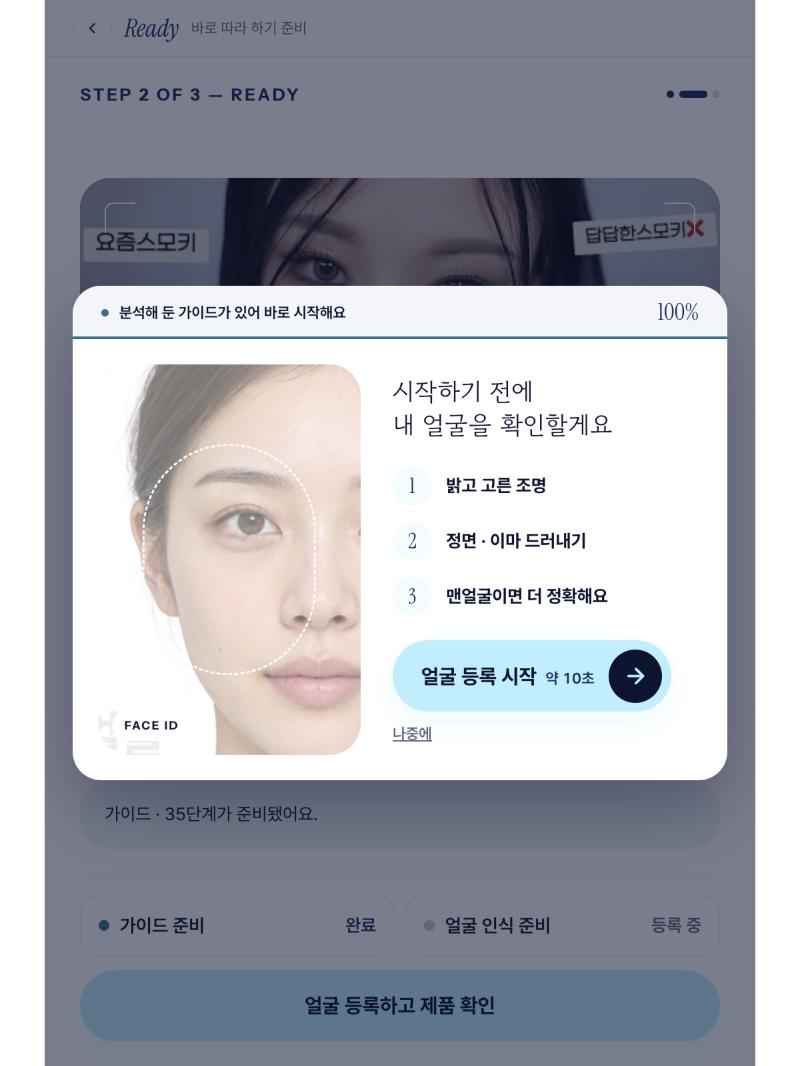 Ready 바로 따라 하기 준비
STEP 2 OF 3 — READY
요즘스모키
답답한스모키
분석해 둔 가이드가 있어 바로 시작해요
100%
시작하기 전에
내 얼굴을 확인할게요
1 밝고 고른 조명
2 정면 · 이마 드러내기
3 맨얼굴이면 더 정확해요
얼굴 등록 시작 약 10초
나중에
FACE ID
가이드 · 35단계가 준비됐어요.
가이드 준비 완료
얼굴 인식 준비 등록 중
얼굴 등록하고 제품 확인